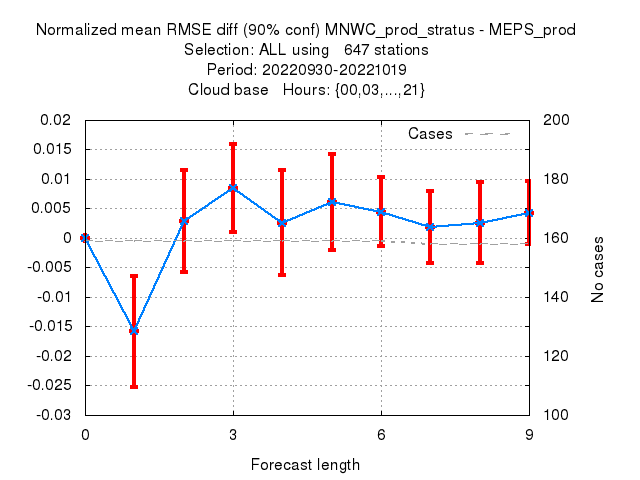 Normalized mean RMSE diff (90% conf) MNWC_prod_stratus - MEPS_prod
Selection: ALL using   647 stations
Period: 20220930-20221019
Cloud base   Hours: {00,03,...,21}
Cases
0.02
0.015
0.01
0.005
0
-0.005
-0.01
-0.015
-0.02
-0.025
-0.03
200
180
160
140
120
100
No cases
0 3 6 9
Forecast length